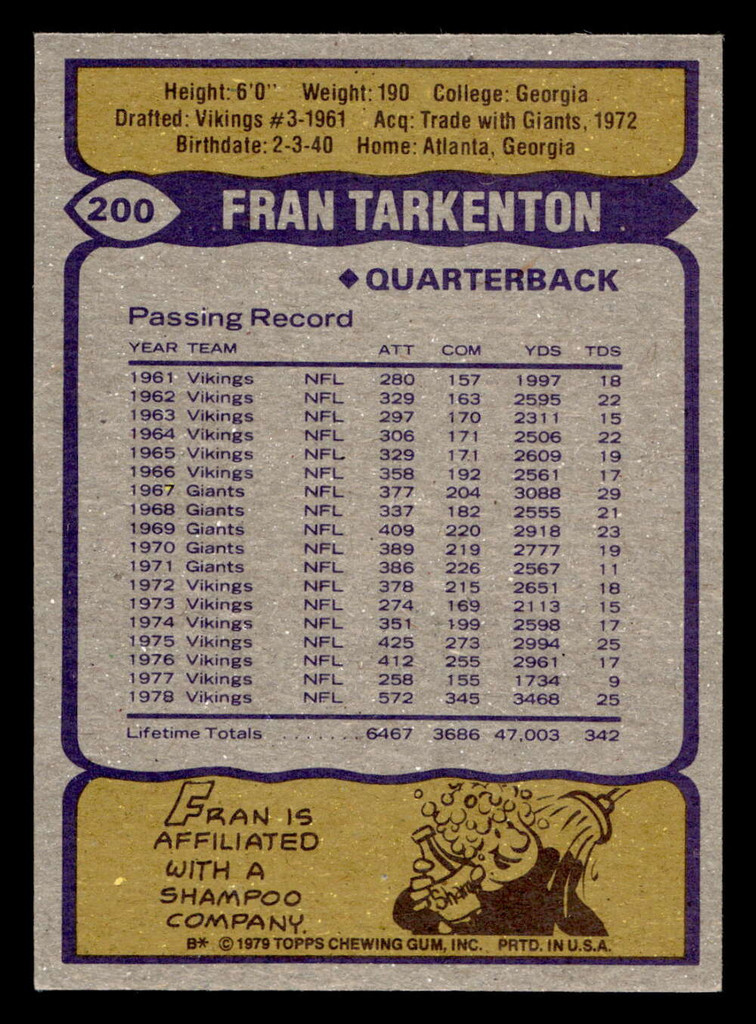 Height: 6'0" Weight: 190 College: Georgia
Drafted: Vikings #3-1961 Acq: Trade with Giants, 1972
Birthdate: 2-3-40 Home: Atlanta, Georgia
200 FRAN TARKENTON
◆ QUARTERBACK
Passing Record
YEAR TEAM ATT COM YDS TDS
1961 Vikings NFL 280 157 1997 18
1962 Vikings NFL 329 163 2595 22
1963 Vikings NFL 297 170 2311 15
1964 Vikings NFL 306 171 2506 22
1965 Vikings NFL 329 171 2609 19
1966 Vikings NFL 358 192 2561 17
1967 Giants NFL 377 204 3088 29
1968 Giants NFL 337 182 2555 21
1969 Giants NFL 409 220 2918 23
1970 Giants NFL 389 219 2777 19
1971 Giants NFL 386 226 2567 11
1972 Vikings NFL 378 215 2651 18
1973 Vikings NFL 274 169 2113 15
1974 Vikings NFL 351 199 2598 17
1975 Vikings NFL 425 273 2994 25
1976 Vikings NFL 412 255 2961 17
1977 Vikings NFL 258 155 1734 9
1978 Vikings NFL 572 345 3468 25
Lifetime Totals ....... 6467 3686 47,003 342
FRAN IS
AFFILIATED
WITH A
SHAMPOO
COMPANY.
Sham
B* © 1979 TOPPS CHEWING GUM, INC. PRTD. IN U.S.A.